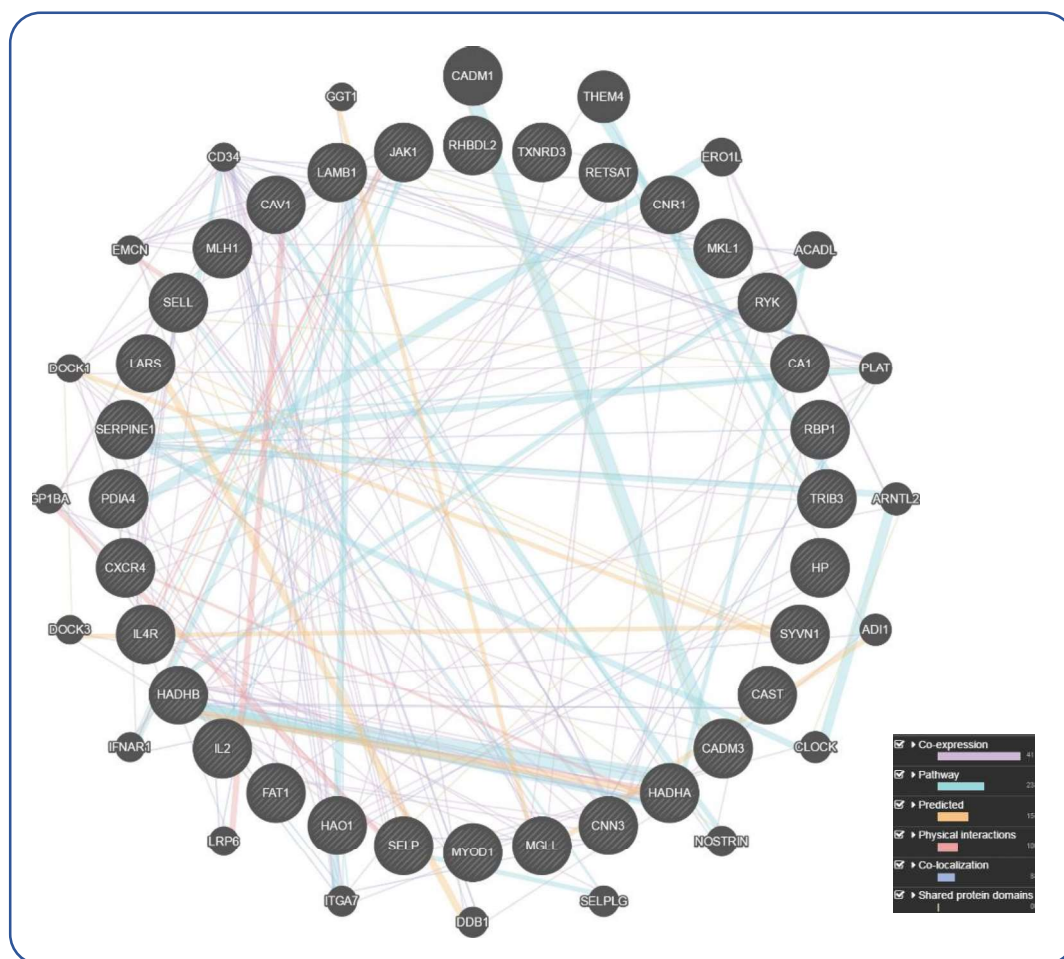 CADM1
GGT1
THEM4
JAK1
RHBDL2
TXNRD3
CD34
LAMB1
RETSAT
ERO1L
CAV1
CNR1
EMCN
MLH1
MKL1
ACADL
SELL
RYK
DOCK1
LARS
CA1
PLAT
SERPINE1
RBP1
GP1BA
PDIA4
TRIB3
ARNTL2
CXCR4
HP
DOCK3
IL4R
SYVN1
ADI1
HADHB
CAST
IFNAR1
IL2
CADM3
CLOCK
FAT1
HADHA
LRP6
HAO1
SELP
MYOD1
MGLL
CNN3
NOSTRIN
ITGA7
DDB1
SELPLG
Co-expression
41
Pathway
23
Predicted
15
Physical interactions
Co-localization
Shared protein domains